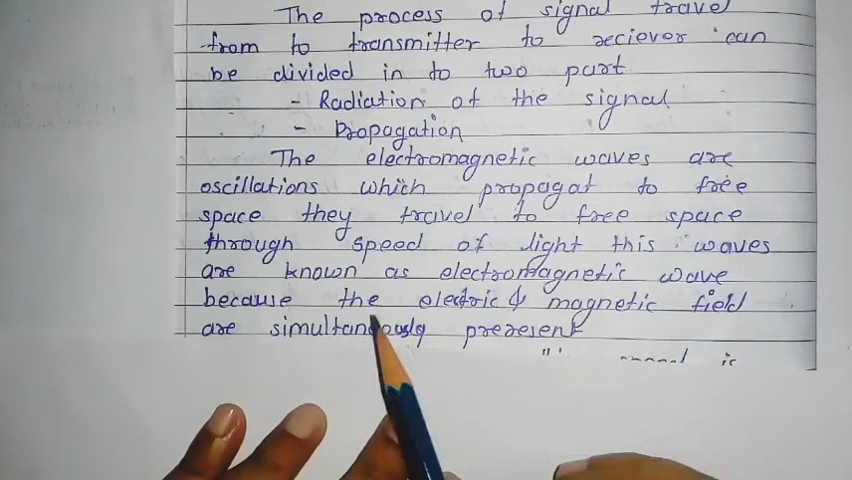 The process of signal travel
from to transmitter to reciever can
be divided in to two part
- Radiation of the signal
- Propagation
The electromagnetic waves are
oscillations which propagat to free
space they travel to free space
through speed of light this waves
are known as electromagnetic wave
because the electric & magnetic field
are simultaneously preresent
is